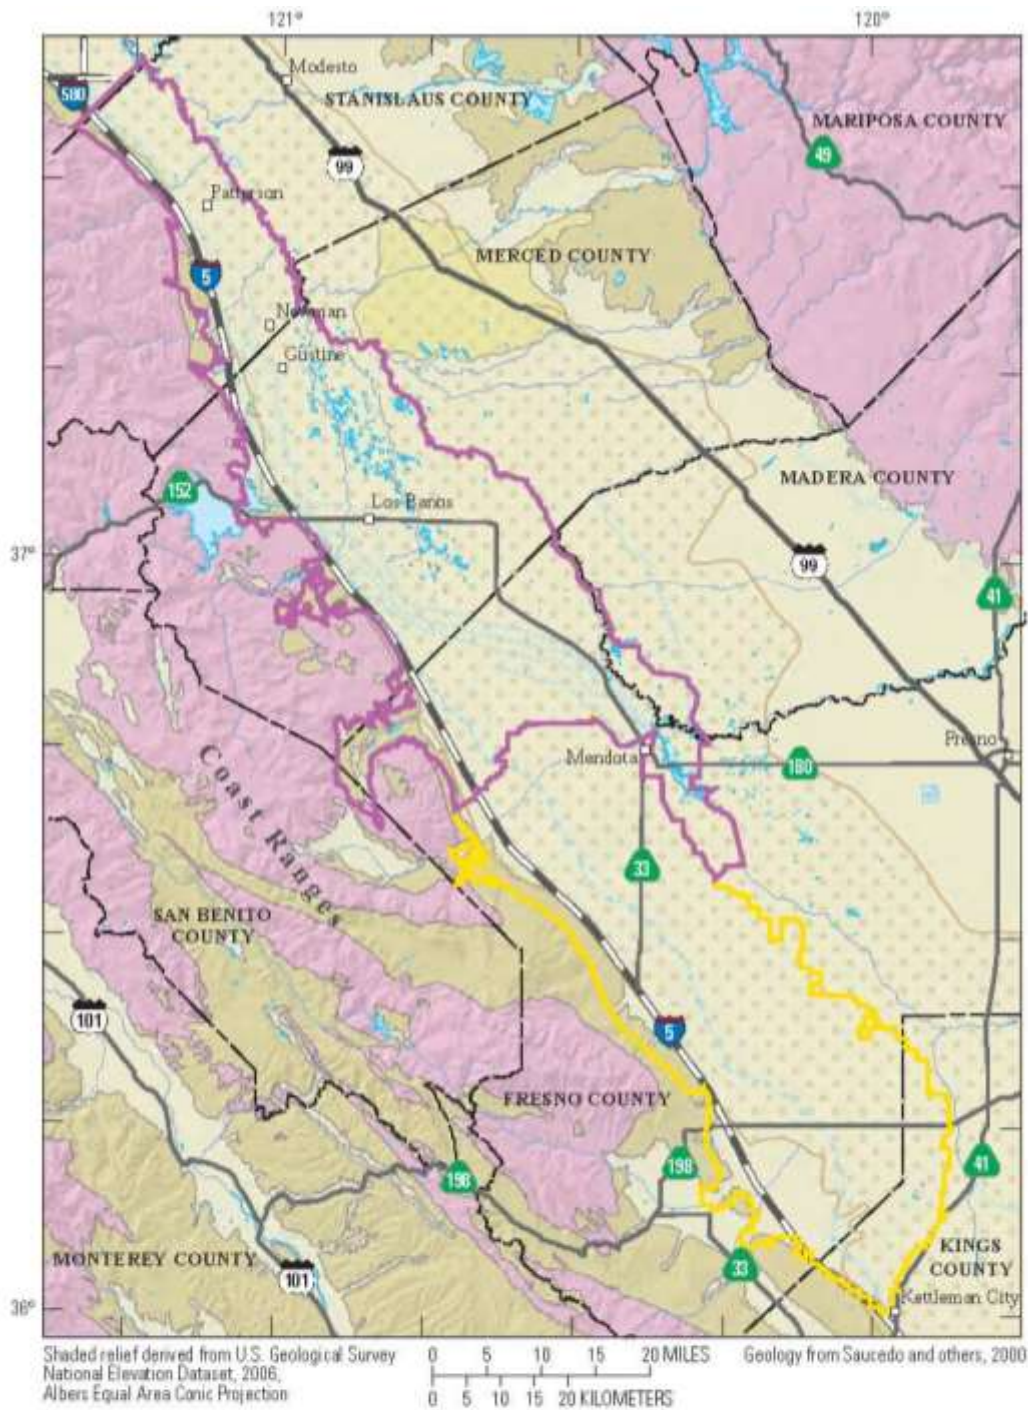 121°
120°
Modesto
580
STANISLAUS COUNTY
MARIPOSA COUNTY
49
99
Patterson
MERCED COUNTY
5
Newman
Gustine
MADERA COUNTY
152
Los Banos
37°
99
41
Coast Ranges
Fresno
Mendota
180
33
SAN BENITO
COUNTY
101
5
FRESNO COUNTY
198
198
41
MONTEREY COUNTY
101
33
KINGS
COUNTY
Kettleman City
36°
Shaded relief derived from U.S. Geological Survey
National Elevation Dataset, 2006,
Albers Equal Area Conic Projection
0 5 10 15 20 MILES
0 5 10 15 20 KILOMETERS
Geology from Saucedo and others, 2000